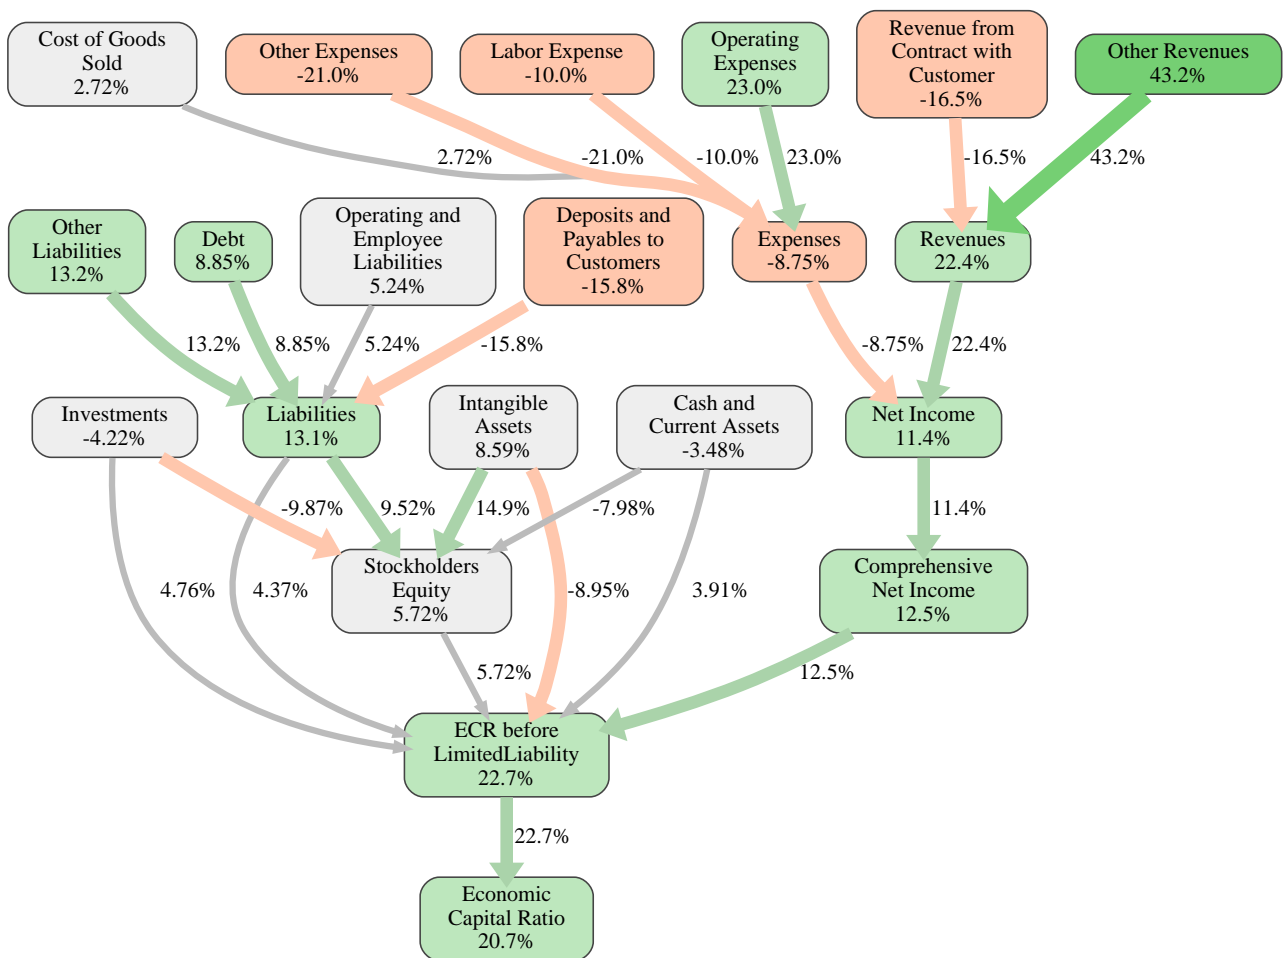 Cost of Goods
Sold
2.72%
Other Expenses
-21.0%
Labor Expense
-10.0%
Operating
Expenses
23.0%
Revenue from
Contract with
Customer
-16.5%
Other Revenues
43.2%
2.72%
-21.0%
-10.0%
23.0%
-16.5%
43.2%
Other
Liabilities
13.2%
Debt
8.85%
Operating and
Employee
Liabilities
5.24%
Deposits and
Payables to
Customers
-15.8%
Expenses
-8.75%
Revenues
22.4%
13.2%
8.85%
5.24%
-15.8%
-8.75%
22.4%
Investments
-4.22%
Liabilities
13.1%
Intangible
Assets
8.59%
Cash and
Current Assets
-3.48%
Net Income
11.4%
-9.87%
9.52%
14.9%
-7.98%
11.4%
Stockholders
Equity
5.72%
Comprehensive
Net Income
12.5%
4.76%
4.37%
-8.95%
3.91%
5.72%
12.5%
ECR before
LimitedLiability
22.7%
22.7%
Economic
Capital Ratio
20.7%